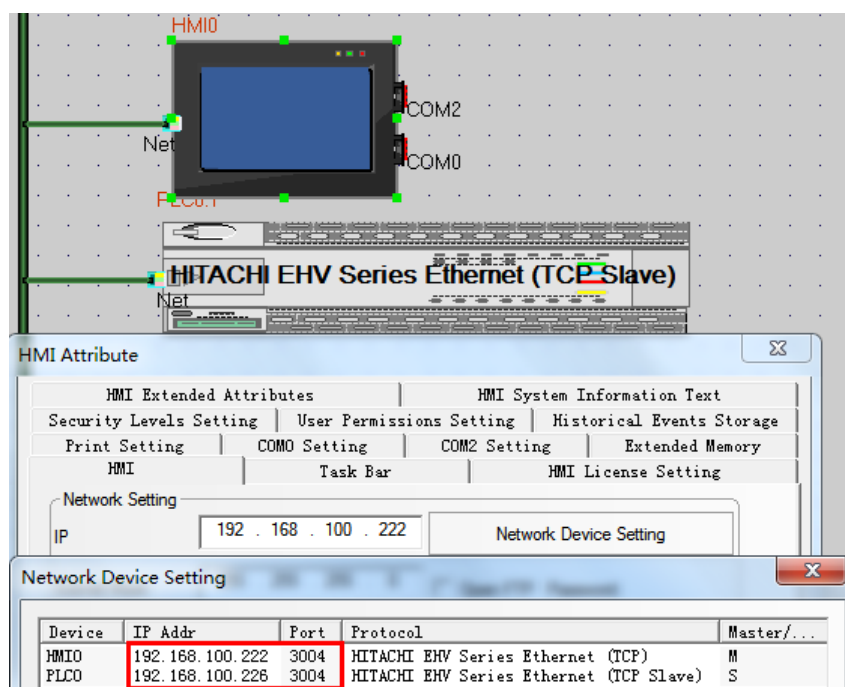 HMI0
COM2
Net
COM0
HITACHI EHV Series Ethernet (TCP Slave)
Net
HMI Attribute
HMI Extended Attributes HMI System Information Text
Security Levels Setting User Permissions Setting Historical Events Storage
Print Setting COM0 Setting COM2 Setting Extended Memory
HMI Task Bar HMI License Setting
Network Setting
IP 192 . 168 . 100 . 222 Network Device Setting
Network Device Setting
Device IP Addr Port Protocol Master/...
HMI0 192.168.100.222 3004 HITACHI EHV Series Ethernet (TCP) M
PLC0 192.168.100.226 3004 HITACHI EHV Series Ethernet (TCP Slave) S